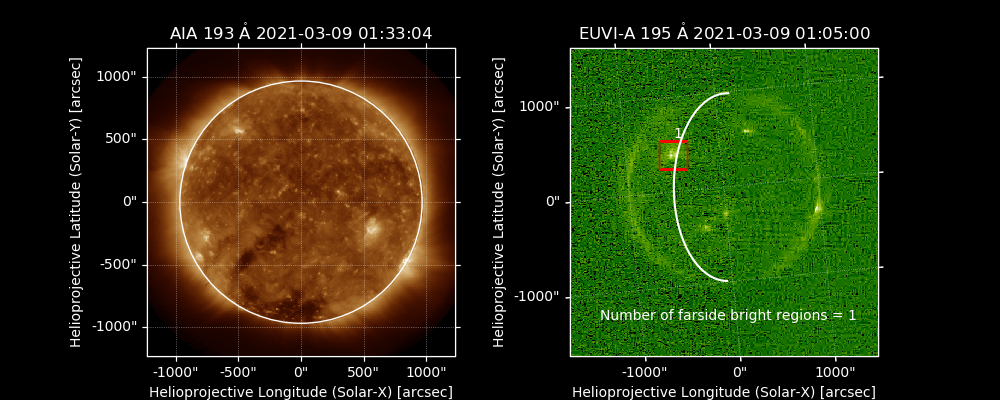 AIA 193 Å 2021-03-09 01:33:04
Helioprojective Latitude (Solar-Y) [arcsec]
1000"
500"
0"
-500"
-1000"
-1000"
-500"
0"
500"
1000"
Helioprojective Longitude (Solar-X) [arcsec]
EUVI-A 195 Å 2021-03-09 01:05:00
Helioprojective Latitude (Solar-Y) [arcsec]
1000"
0"
-1000"
1
Number of farside bright regions = 1
-1000"
0"
1000"
Helioprojective Longitude (Solar-X) [arcsec]